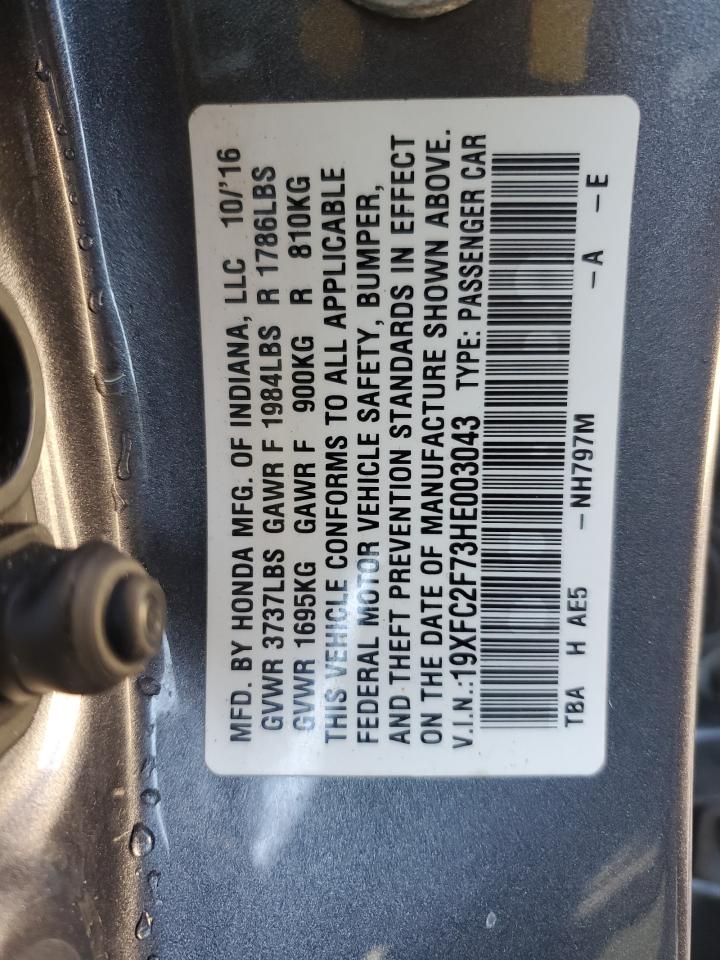 MFD. BY HONDA MFG. OF INDIANA, LLC 10/'16
GVWR 3737LBS GAWR F 1984LBS R 1786LBS
GVWR 1695KG GAWR F 900KG R 810KG
THIS VEHICLE CONFORMS TO ALL APPLICABLE
FEDERAL MOTOR VEHICLE SAFETY, BUMPER,
AND THEFT PREVENTION STANDARDS IN EFFECT
ON THE DATE OF MANUFACTURE SHOWN ABOVE.
V.I.N.:19XFC2F73HE003043 TYPE: PASSENGER CAR
TBA H AE5 -NH797M -A -E